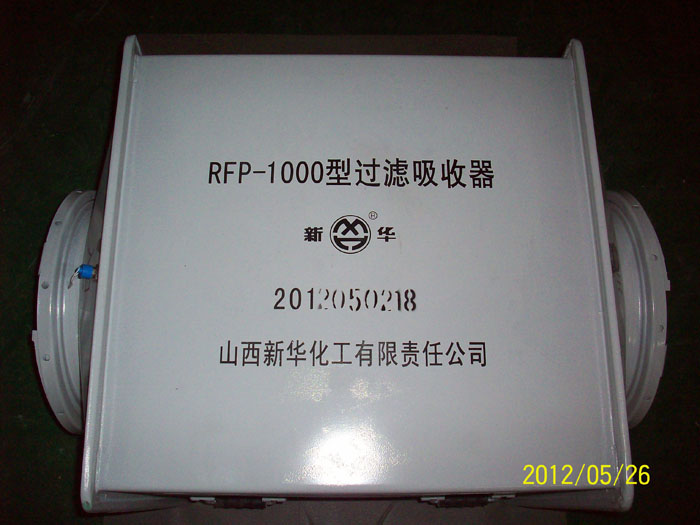 RFP-1000型过滤吸收器
新 ® 华
2012050218
山西新华化工有限责任公司
2012/05/26